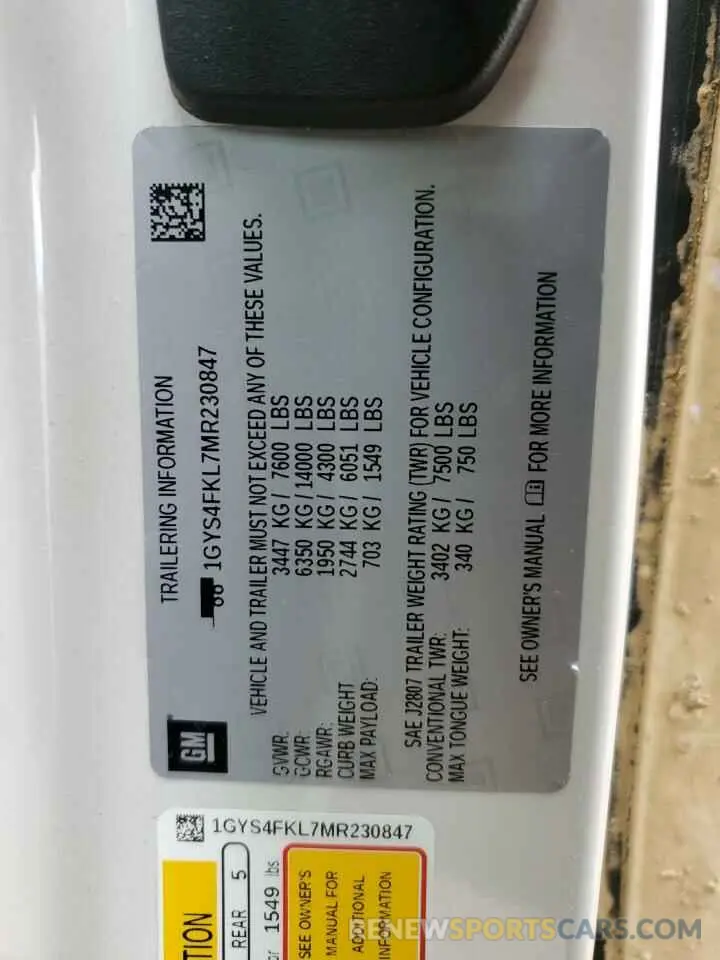 TRAILERING INFORMATION
1GYS4FKL7MR230847
GM
VEHICLE AND TRAILER MUST NOT EXCEED ANY OF THESE VALUES.
GVWR: 3447 KG / 7600 LBS
GCWR: 6350 KG / 14000 LBS
RGAWR: 1950 KG / 4300 LBS
CURB WEIGHT 2744 KG / 6051 LBS
MAX PAYLOAD: 703 KG / 1549 LBS
SAE J2807 TRAILER WEIGHT RATING (TWR) FOR VEHICLE CONFIGURATION.
CONVENTIONAL TWR: 3402 KG / 7500 LBS
MAX TONGUE WEIGHT: 340 KG / 750 LBS
SEE OWNER'S MANUAL FOR MORE INFORMATION
1GYS4FKL7MR230847
REAR 5
1549 lbs
SEE OWNER'S
MANUAL FOR
ADDITIONAL
INFORMATION
RENEWSPORTSCARS.COM